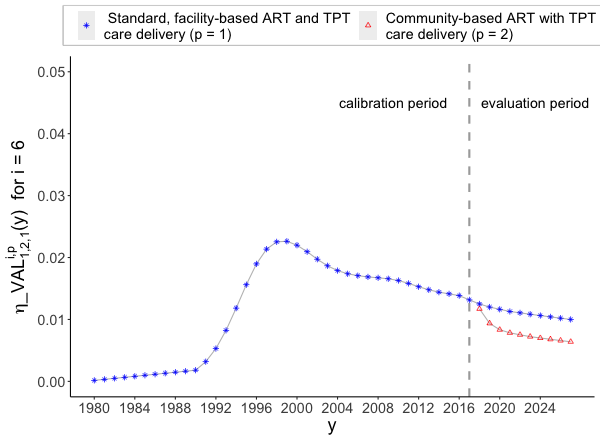 Standard, facility-based ART and TPT
care delivery (p = 1)
Community-based ART with TPT
care delivery (p = 2)
calibration period
evaluation period
η_VAL1,2,1^i,p(y) for i = 6
0.05
0.04
0.03
0.02
0.01
0.00
1980 1984 1988 1992 1996 2000 2004 2008 2012 2016 2020 2024
y